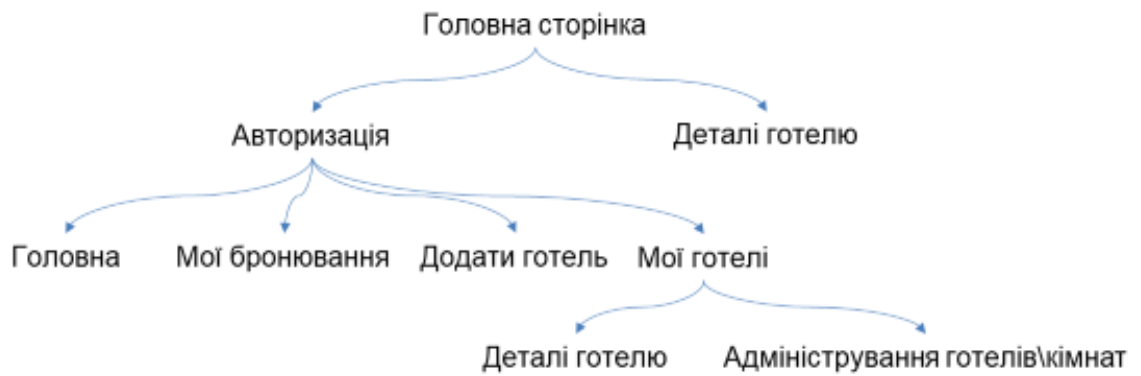 Головна сторінка
Авторизація
Деталі готелю
Головна
Мої бронювання
Додати готель
Мої готелі
Деталі готелю
Адміністрування готелів\кімнат